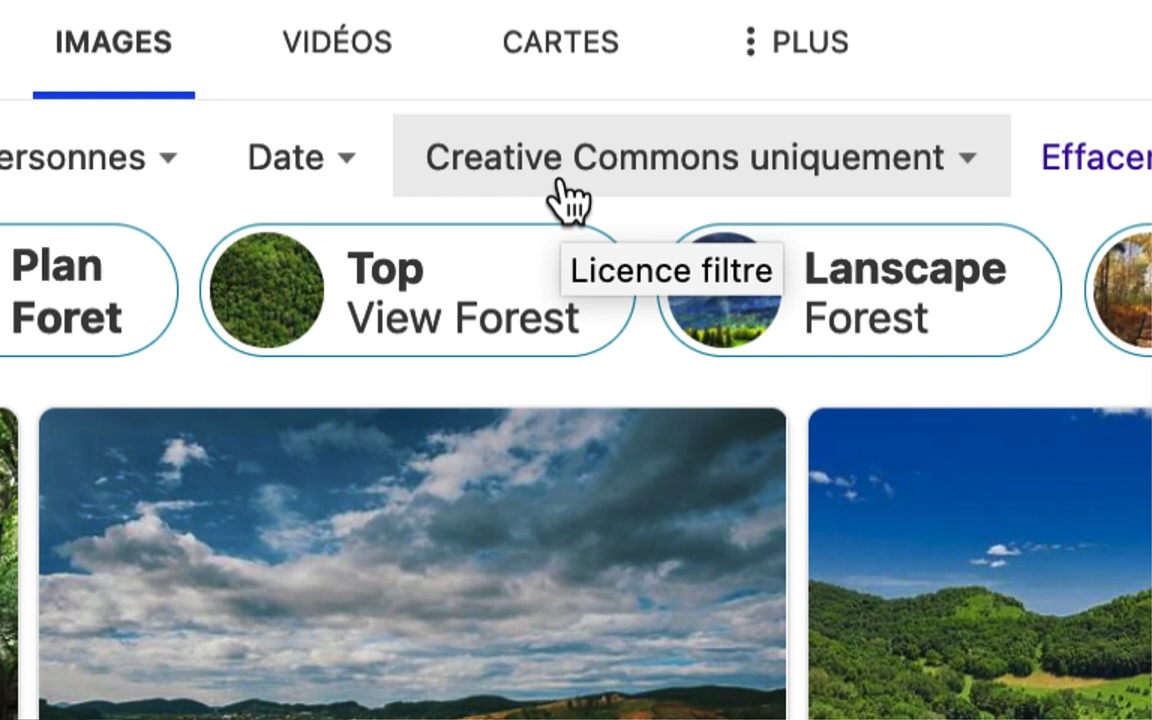 IMAGES VIDÉOS CARTES PLUS
ersonnes Date Creative Commons uniquement Effacer
Licence filtre
Plan
Foret
Top
View Forest
Lanscape
Forest